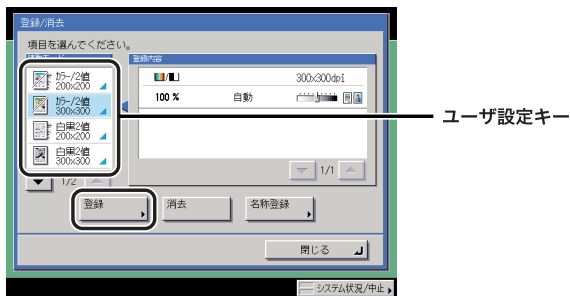 登録/消去
項目を選んでください。
登録内容
カラー/2値
200x200
カラー/2値
300x300
白黒2値
200x200
白黒2値
300x300
300x300dpi
100 %
自動
1/1
1/2
登録
消去
名称登録
閉じる
システム状況/中止
ユーザ設定キー